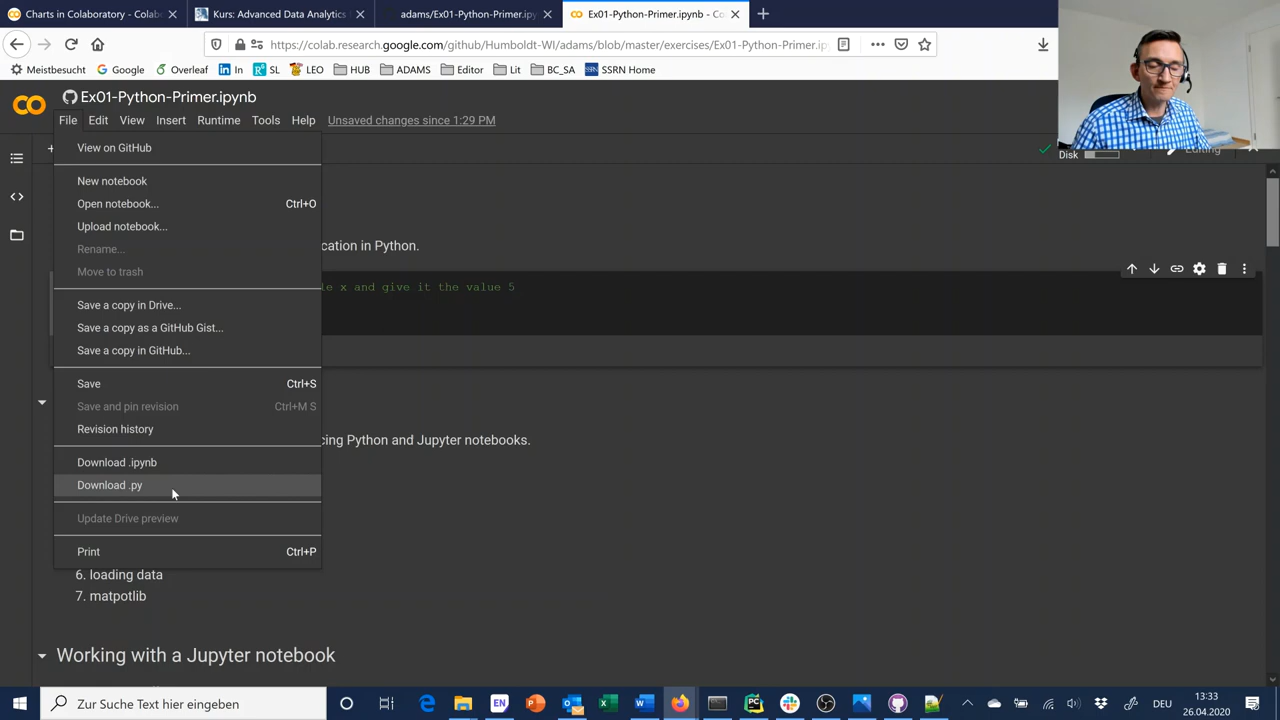 Charts in Colaboratory - Colabo
Kurs: Advanced Data Analytics
adams/Ex01-Python-Primer.ipy
Ex01-Python-Primer.ipynb - Co
https://colab.research.google.com/github/Humboldt-WI/adams/blob/master/exercises/Ex01-Python-Primer.ip
Meistbesucht
Google
Overleaf
In
SL
LEO
HUB
ADAMS
Editor
Lit
BC_SA
SSRN Home
Ex01-Python-Primer.ipynb
File Edit View Insert Runtime Tools Help Unsaved changes since 1:29 PM
Disk
Editing
View on GitHub
New notebook
Open notebook... Ctrl+O
Upload notebook...
Rename...
Move to trash
Save a copy in Drive...
Save a copy as a GitHub Gist...
Save a copy in GitHub...
Save Ctrl+S
Save and pin revision Ctrl+M S
Revision history
Download .ipynb
Download .py
Update Drive preview
Print Ctrl+P
cation in Python.
le x and give it the value 5
cing Python and Jupyter notebooks.
6. loading data
7. matpotlib
Working with a Jupyter notebook
Zur Suche Text hier eingeben
EN
DEU
13:33
26.04.2020